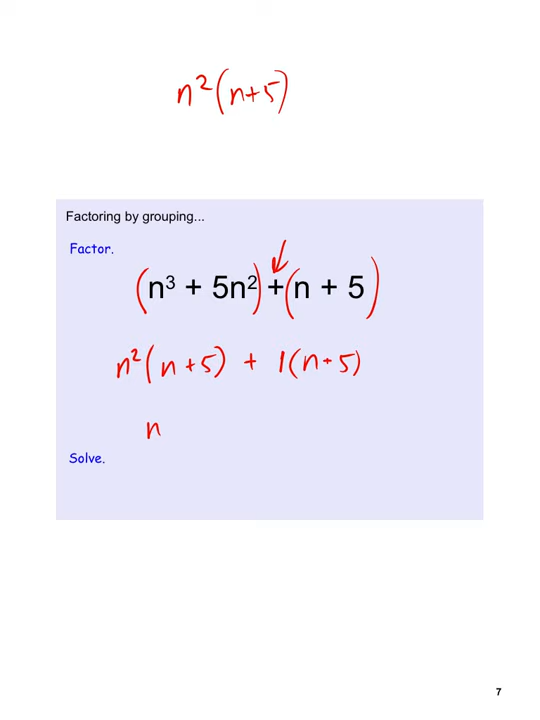 n²(n+5)
Factoring by grouping...
Factor.
(n³ + 5n²) + (n + 5)
n²(n+5) + 1(n+5)
n
Solve.
7